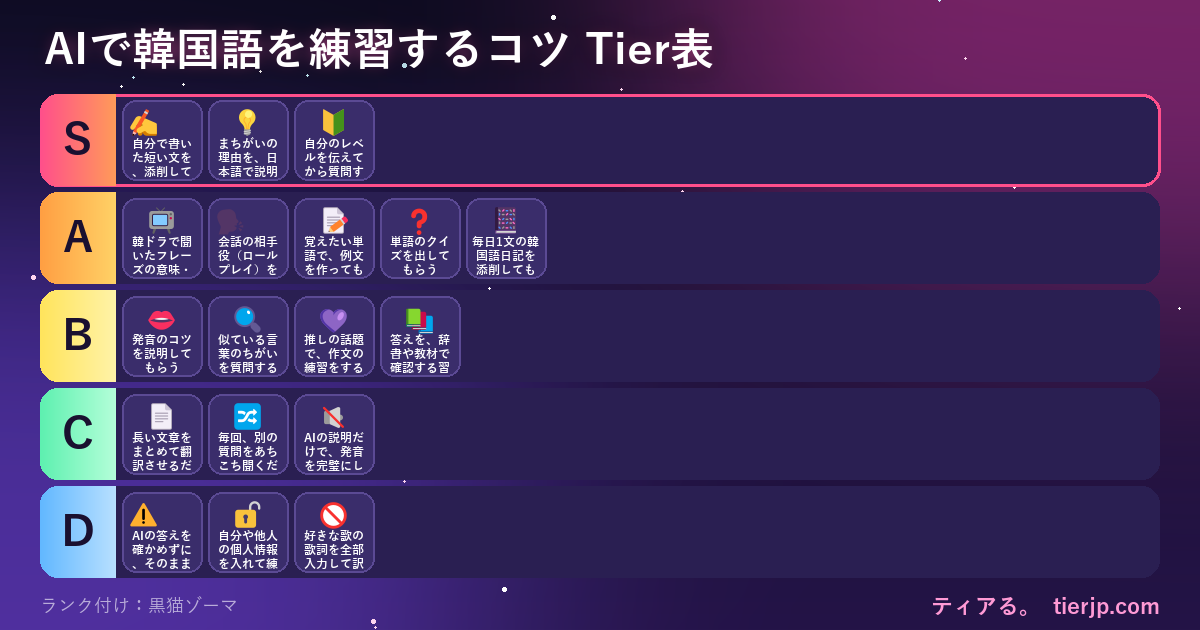 AIで韓国語を練習するコツ Tier表
S
自分で書い
た短い文を
、添削して
まちがいの
理由を、日
本語で説明
自分のレベ
ルを伝えて
から質問す
A
韓ドラで聞
いたフレー
ズの意味・
会話の相手
役（ロール
プレイ）を
覚えたい単
語で、例文
を作っても
単語のクイ
ズを出して
もらう
毎日1文の韓
国語日記を
添削しても
B
発音のコツ
を説明して
もらう
似ている言
葉のちがい
を質問する
推しの話題
で、作文の
練習をする
答えを、辞
書や教材で
確認する習
C
長い文章を
まとめて翻
訳させるだ
毎回、別の
質問をあち
こち聞くだ
AIの説明だ
けで、発音
を完璧にし
D
AIの答えを
確かめずに
、そのまま
自分や他人
の個人情報
を入れて練
好きな歌の
歌詞を全部
入力して訳
ランク付け：黒猫ゾーマ
ティアる。 tierjp.com